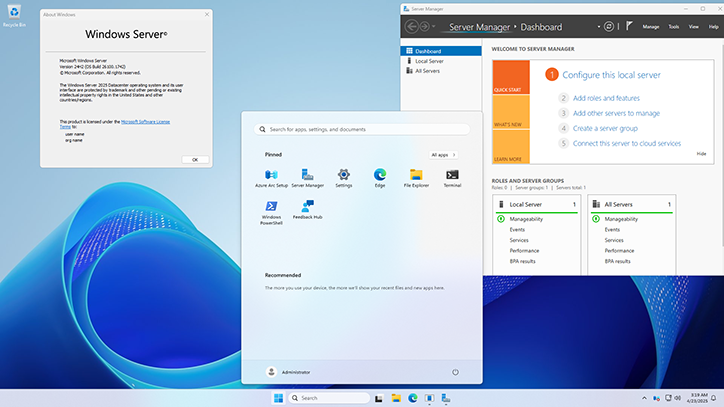 Recycle Bin
About Windows
Windows Server®
Microsoft Windows Server
Version 24H2 (OS Build 26100.1742)
© Microsoft Corporation. All rights reserved.
The Windows Server 2025 Datacenter operating system and its user
interface are protected by trademark and other pending or existing
intellectual property rights in the United States and other
countries/regions.
This product is licensed under the Microsoft Software License
Terms to:
user name
org name
OK
Server Manager
Server Manager • Dashboard
Manage Tools View Help
Dashboard
Local Server
All Servers
WELCOME TO SERVER MANAGER
QUICK START
WHAT'S NEW
LEARN MORE
1 Configure this local server
2 Add roles and features
3 Add other servers to manage
4 Create a server group
5 Connect this server to cloud services
Hide
ROLES AND SERVER GROUPS
Roles: 0 | Server groups: 1 | Servers total: 1
Local Server 1
Manageability
Events
Services
Performance
BPA results
All Servers 1
Manageability
Events
Services
Performance
BPA results
Search for apps, settings, and documents
Pinned
All apps
Azure Arc Setup
Server Manager
Settings
Edge
File Explorer
Terminal
Windows
PowerShell
Feedback Hub
Recommended
The more you use your device, the more we'll show your recent files and new apps here.
Administrator
Search
3:19 AM
4/23/2025